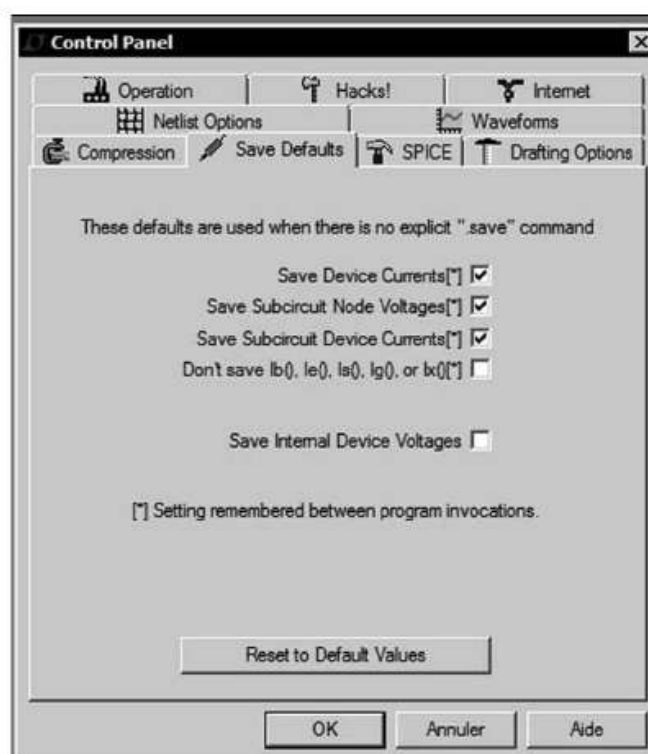 Control Panel
Operation
Hacks!
Internet
Netlist Options
Waveforms
Compression
Save Defaults
SPICE
Drafting Options
These defaults are used when there is no explicit ".save" command
Save Device Currents[*]
Save Subcircuit Node Voltages[*]
Save Subcircuit Device Currents[*]
Don't save Ib(), Ie(), Is(), Ig(), or Ix()[*]
Save Internal Device Voltages
[*] Setting remembered between program invocations.
Reset to Default Values
OK
Annuler
Aide